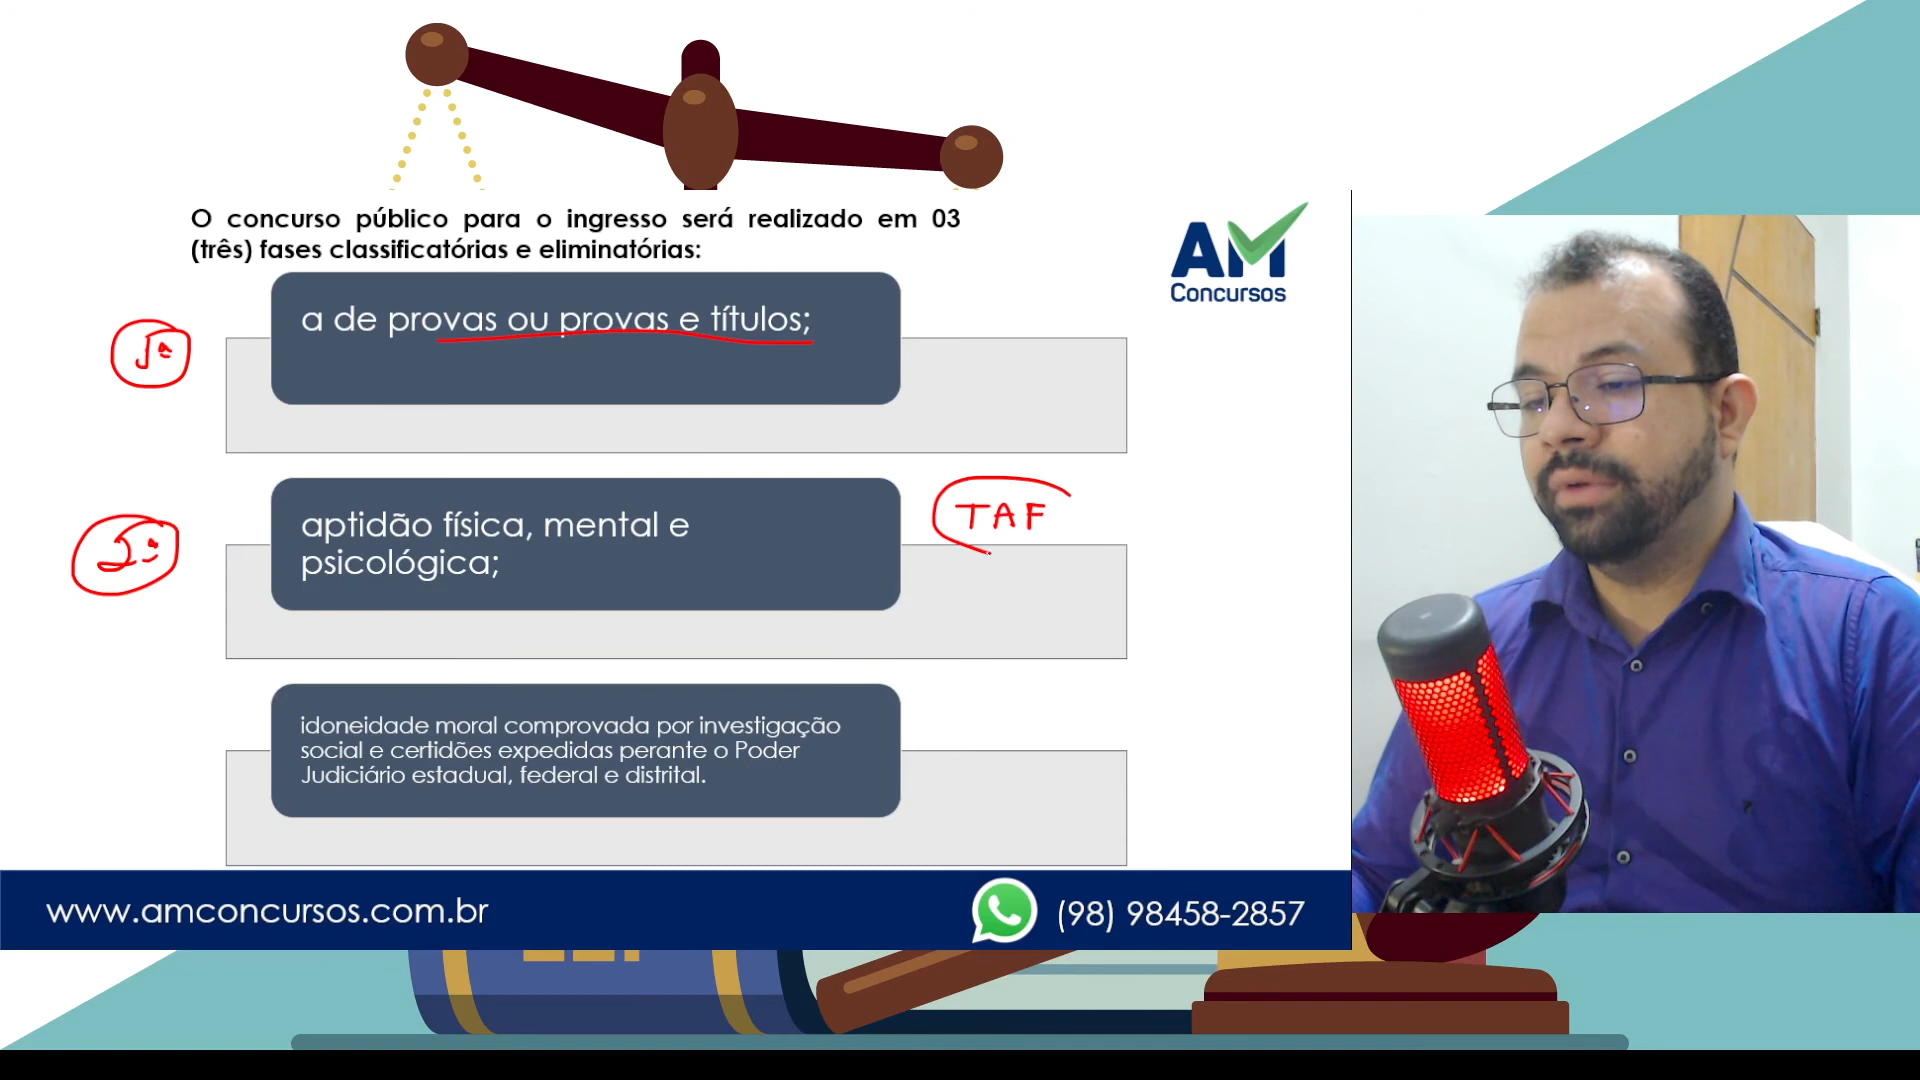 O concurso público para o ingresso será realizado em 03
(três) fases classificatórias e eliminatórias:
AM
Concursos
1ª
a de provas ou provas e títulos;
2ª
aptidão física, mental e
psicológica;
TAF
idoneidade moral comprovada por investigação
social e certidões expedidas perante o Poder
Judiciário estadual, federal e distrital.
www.amconcursos.com.br
(98) 98458-2857